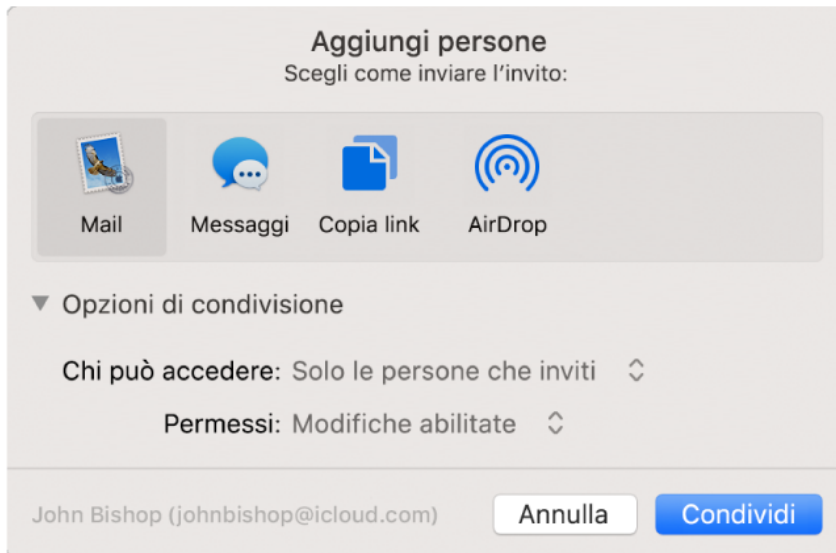 Aggiungi persone
Scegli come inviare l’invito:
Mail Messaggi Copia link AirDrop
Opzioni di condivisione
Chi può accedere: Solo le persone che inviti
Permessi: Modifiche abilitate
John Bishop (johnbishop@icloud.com) Annulla Condividi